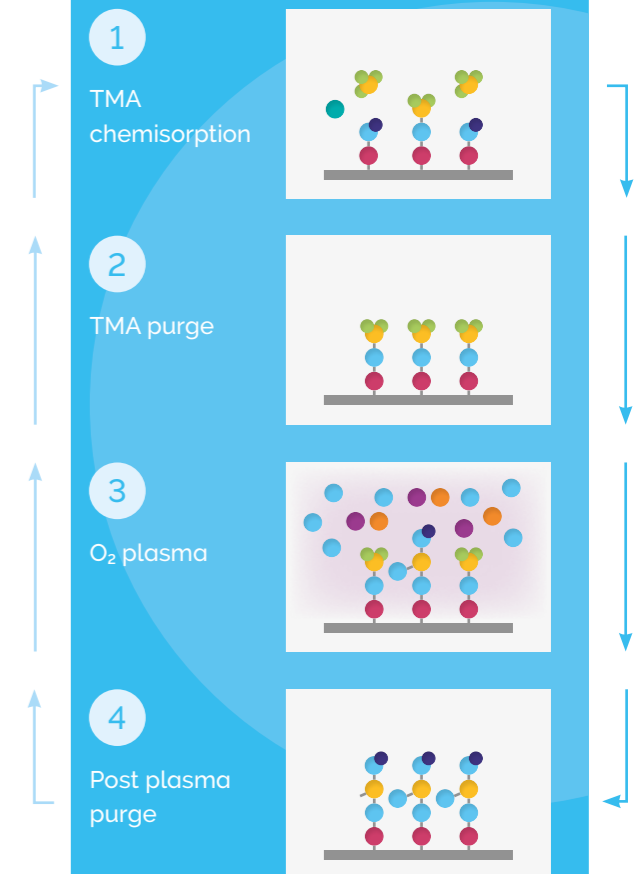 1
TMA
chemisorption
2
TMA purge
3
O₂ plasma
4
Post plasma
purge